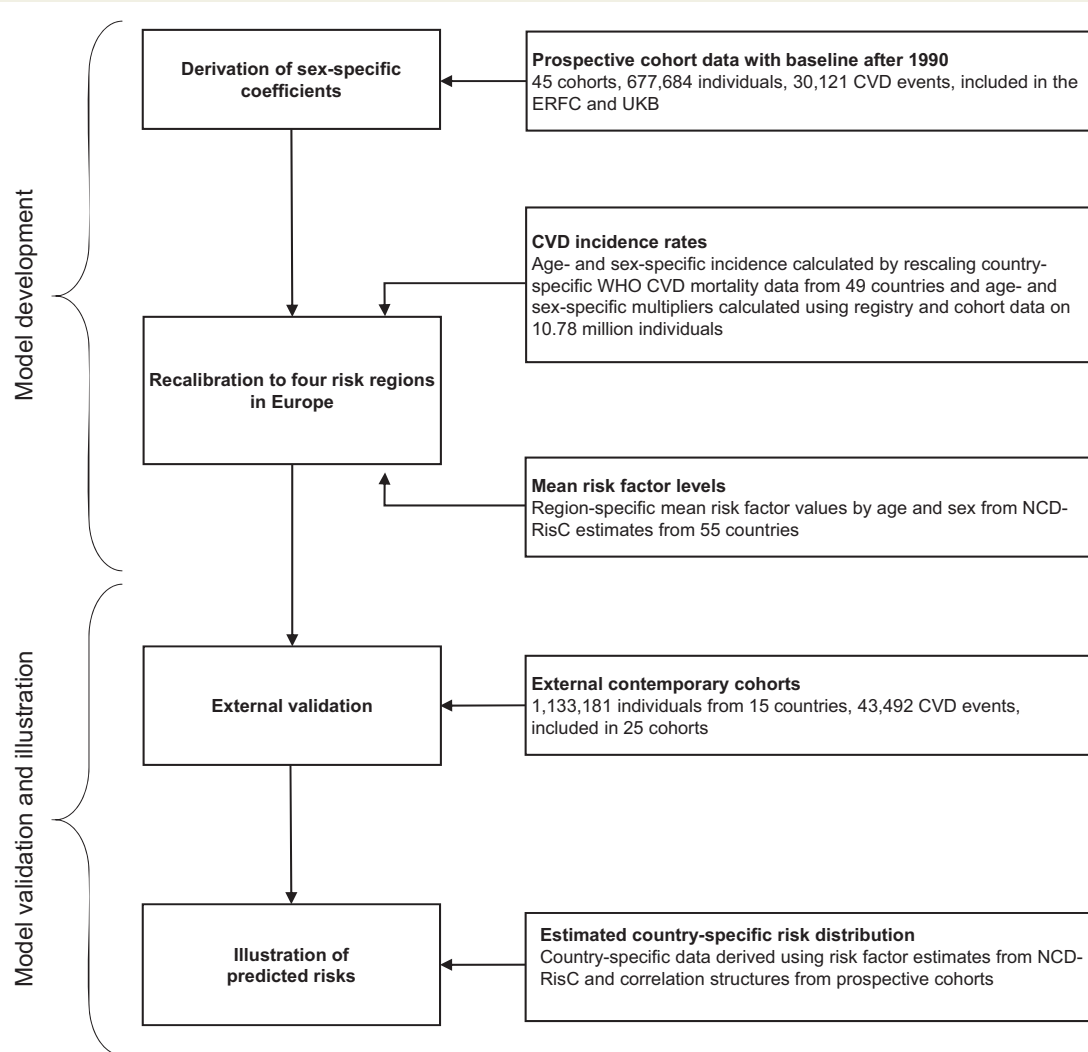 Model development
Derivation of sex-specific
coefficients
Prospective cohort data with baseline after 1990
45 cohorts, 677,684 individuals, 30,121 CVD events, included in the
ERFC and UKB
CVD incidence rates
Age- and sex-specific incidence calculated by rescaling country-
specific WHO CVD mortality data from 49 countries and age- and
sex-specific multipliers calculated using registry and cohort data on
10.78 million individuals
Recalibration to four risk regions
in Europe
Mean risk factor levels
Region-specific mean risk factor values by age and sex from NCD-
RisC estimates from 55 countries
Model validation and illustration
External validation
External contemporary cohorts
1,133,181 individuals from 15 countries, 43,492 CVD events,
included in 25 cohorts
Illustration of
predicted risks
Estimated country-specific risk distribution
Country-specific data derived using risk factor estimates from NCD-
RisC and correlation structures from prospective cohorts